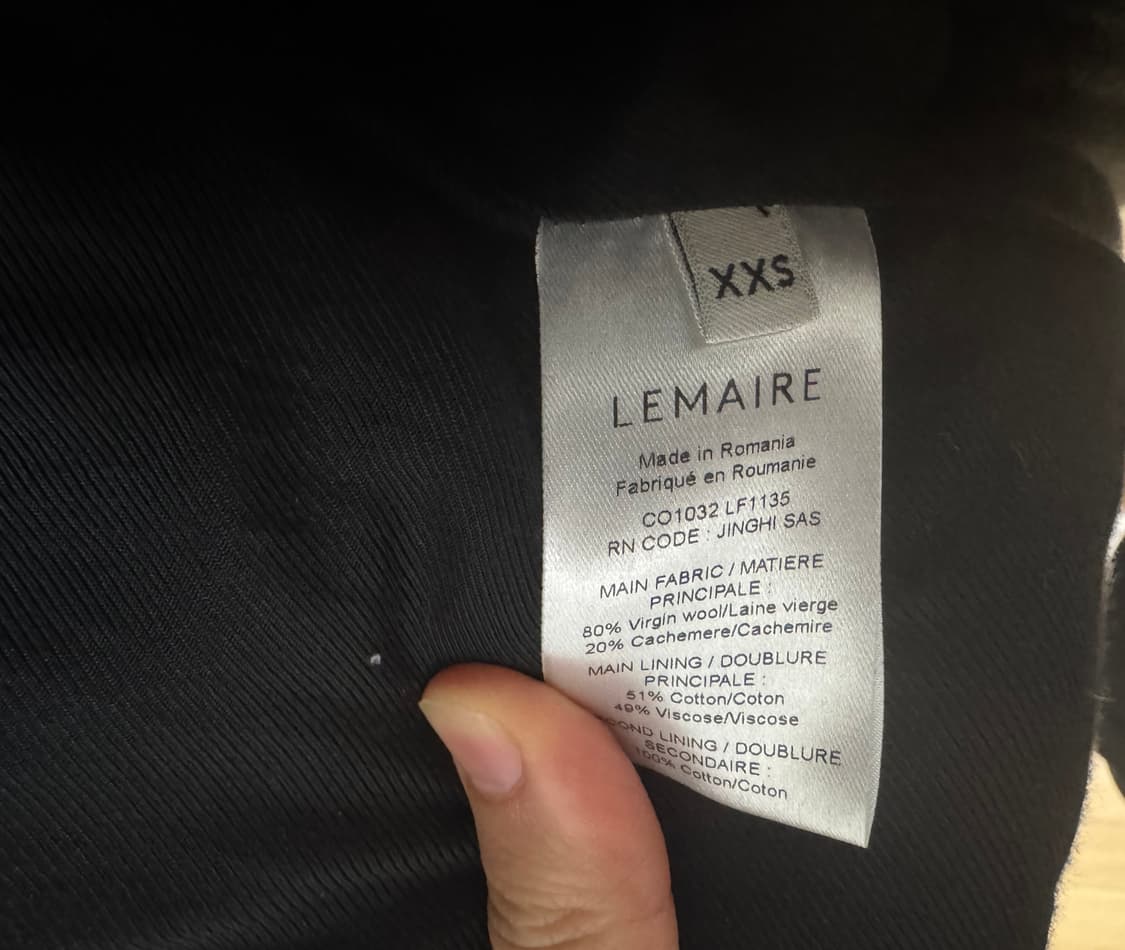 XXS
LEMAIRE
Made in Romania
Fabriqué en Roumanie
CO1032 LF1135
RN CODE : JINGHI SAS
MAIN FABRIC / MATIERE
PRINCIPALE :
80% Virgin wool/Laine vierge
20% Cachemere/Cachemire
MAIN LINING / DOUBLURE
PRINCIPALE :
51% Cotton/Coton
49% Viscose/Viscose
LINING / DOUBLURE
SECONDAIRE :
100% Cotton/Coton